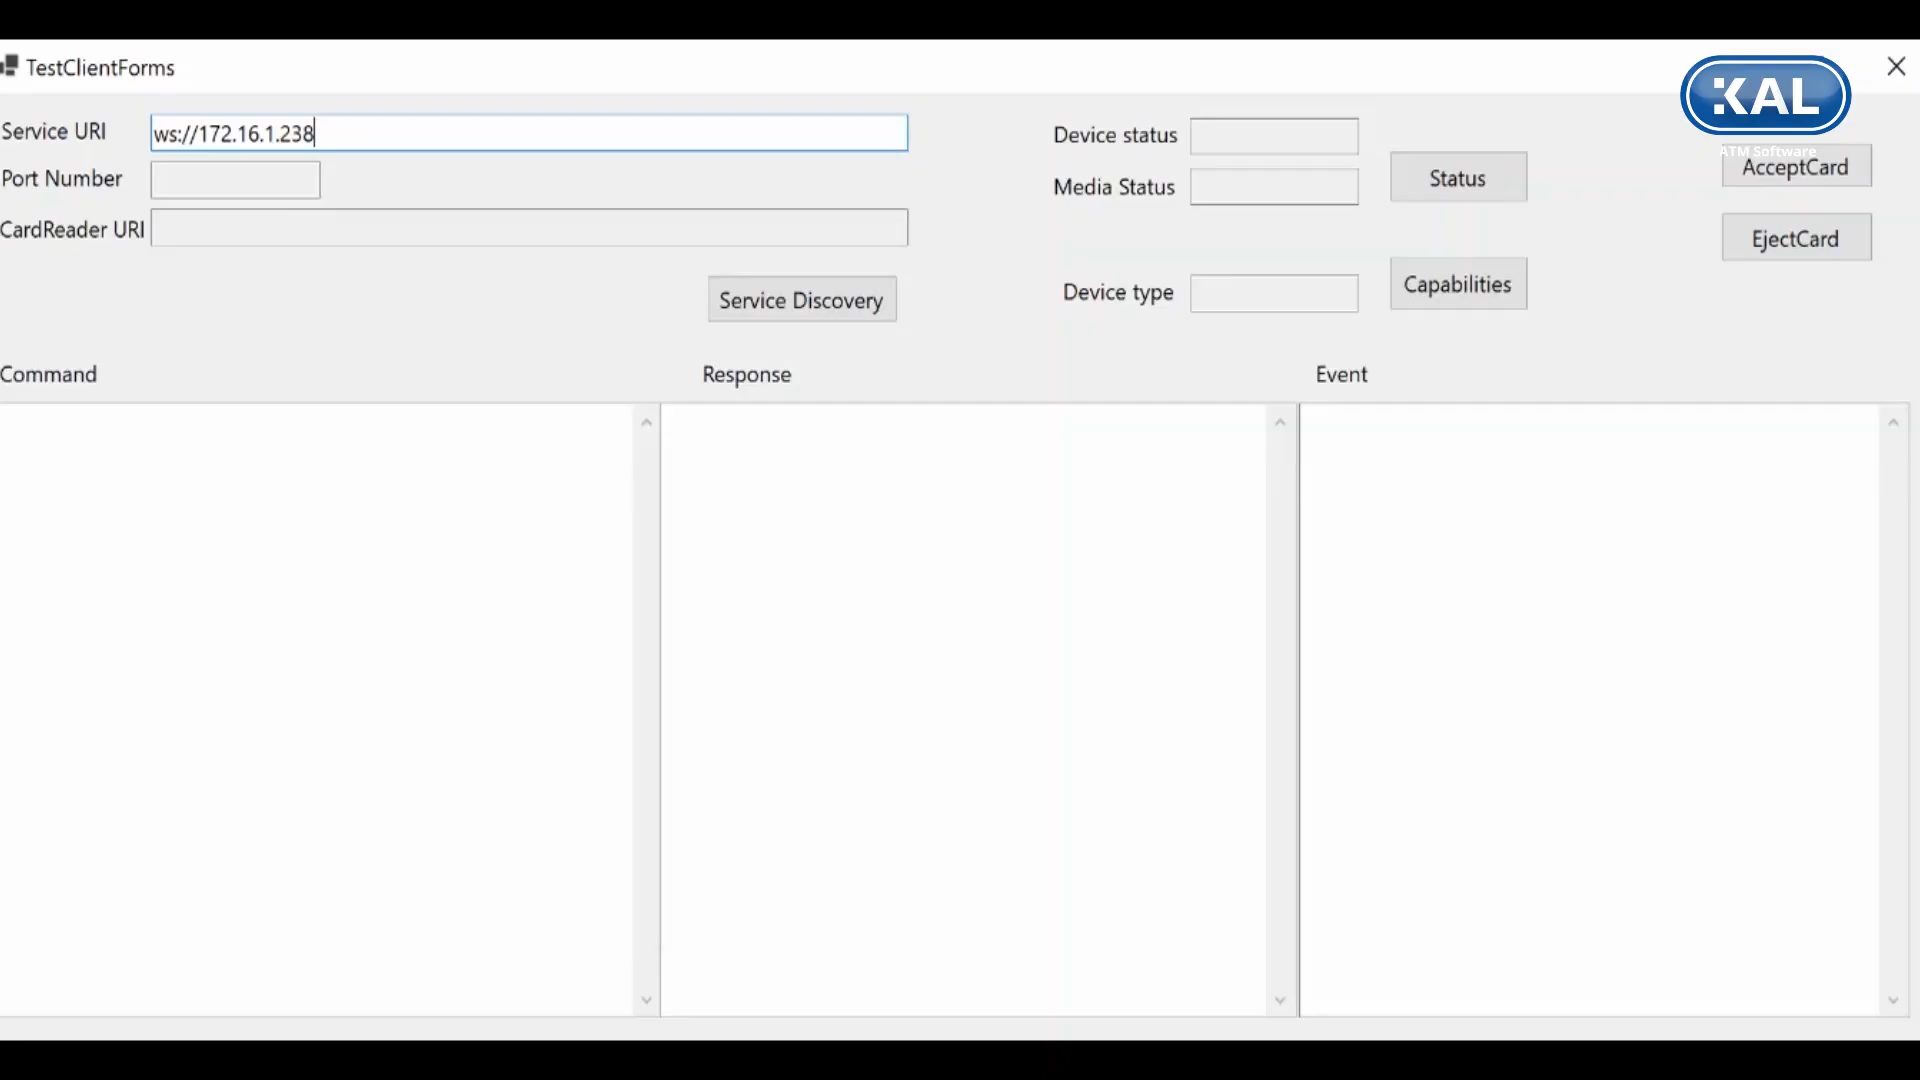 TestClientForms
KAL
ATM Software
Service URI
ws://172.16.1.238
Port Number
CardReader URI
Service Discovery
Device status
Media Status
Status
Device type
Capabilities
AcceptCard
EjectCard
Command
Response
Event